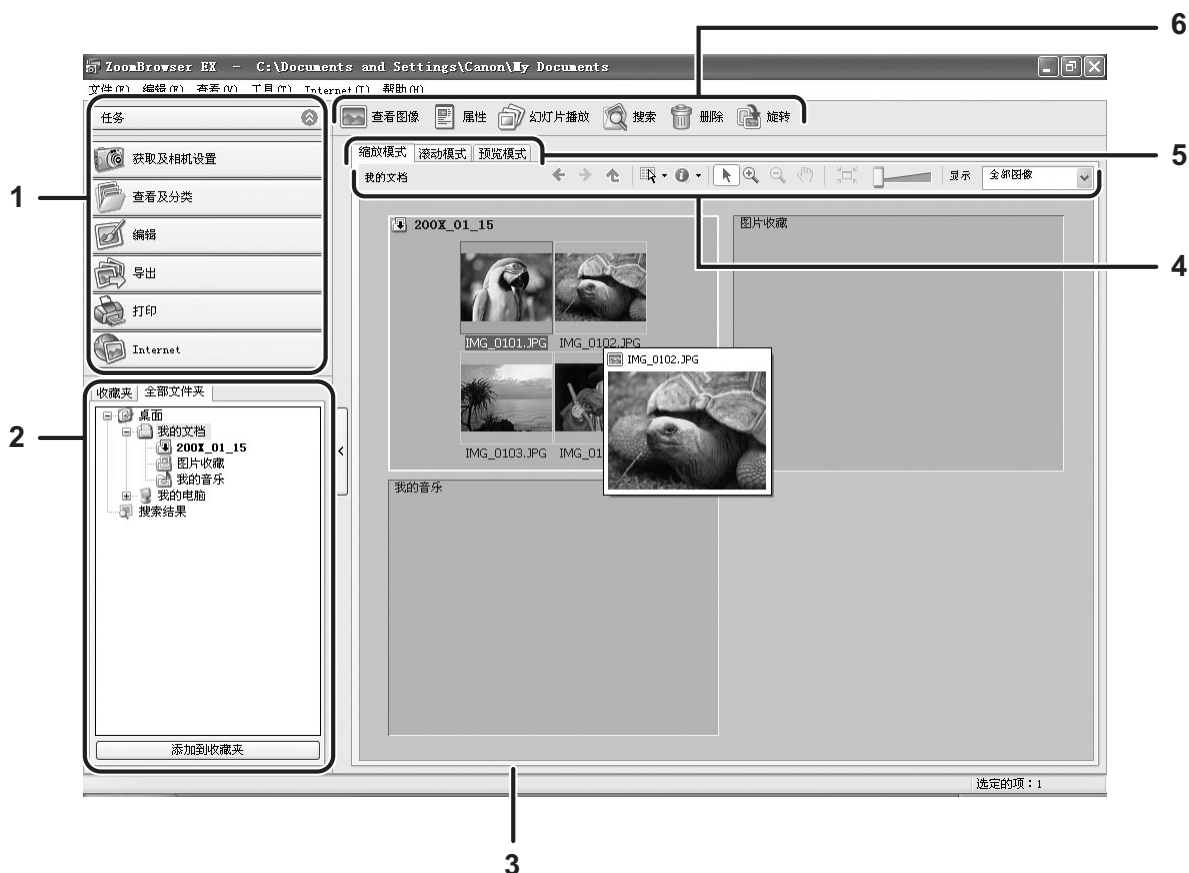 6
ZoomBrowser EX - C:\Documents and Settings\Canon\My Documents
文件(F) 编辑(E) 查看(V) 工具(T) Internet(I) 帮助(H)
任务
查看图像 属性 幻灯片播放 搜索 删除 旋转
缩放模式 滚动模式 预览模式
5
获取及相机设置
我的文档 显示 全部图像
1
查看及分类
编辑
导出
打印
Internet
200X_01_15
图片收藏
4
IMG_0101.JPG IMG_0102.JPG
IMG_0102.JPG
IMG_0103.JPG IMG_01
我的音乐
收藏夹 全部文件夹
2
桌面
我的文档
200X_01_15
图片收藏
我的音乐
我的电脑
搜索结果
添加到收藏夹
选定的项：1
3